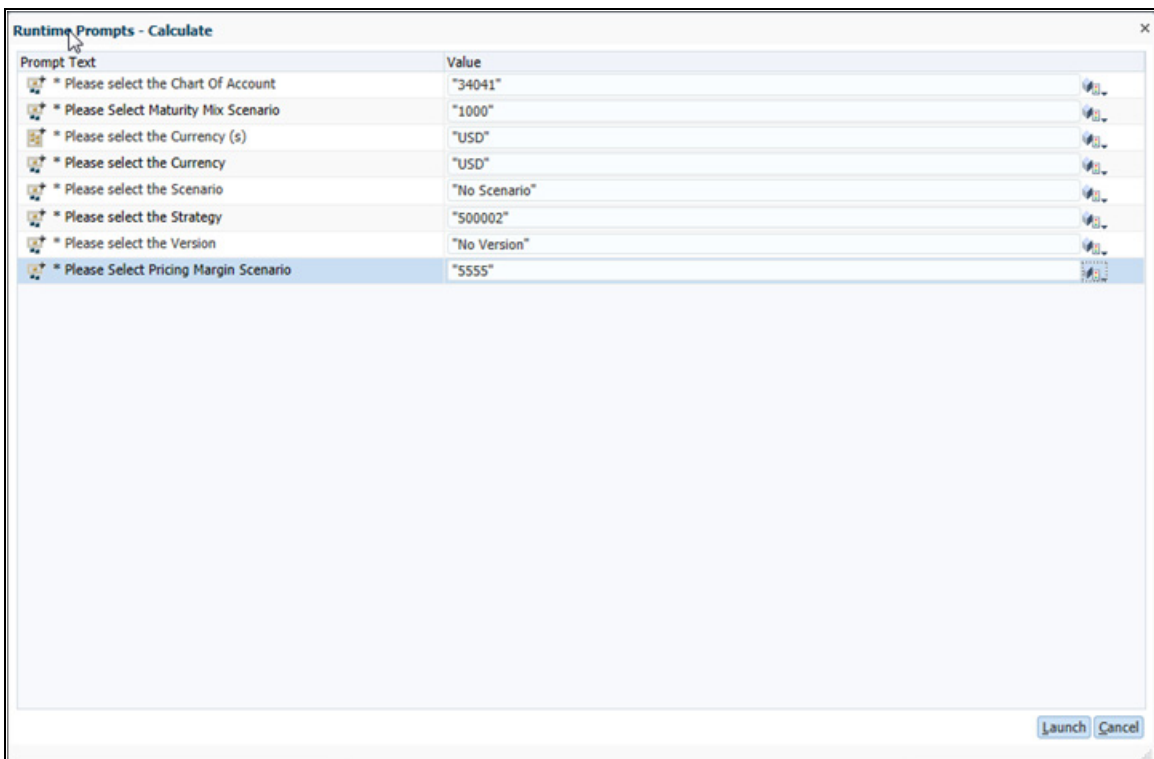 Runtime Prompts - Calculate
Prompt Text Value
* Please select the Chart Of Account "34041"
* Please Select Maturity Mix Scenario "1000"
* Please select the Currency (s) "USD"
* Please select the Currency "USD"
* Please select the Scenario "No Scenario"
* Please select the Strategy "500002"
* Please select the Version "No Version"
* Please Select Pricing Margin Scenario "5555"
Launch Cancel